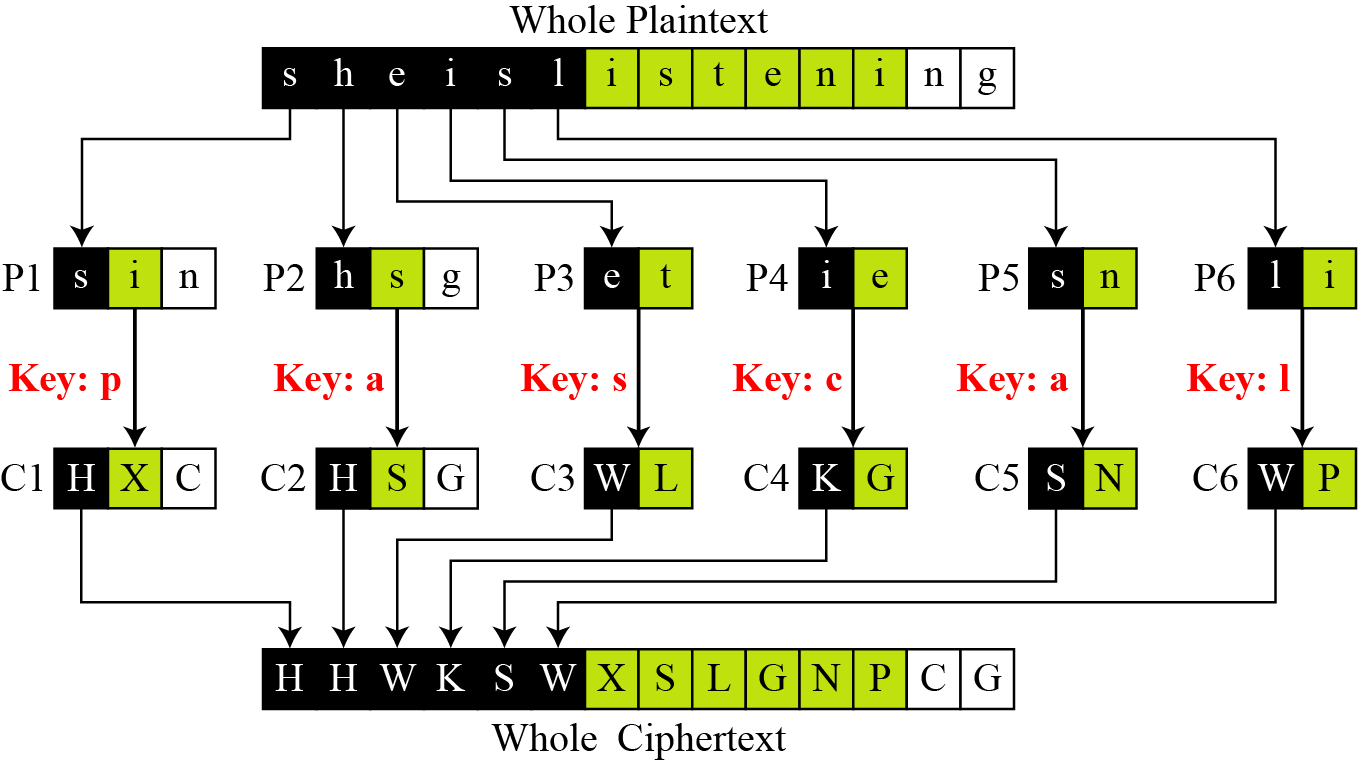 Whole Plaintext
s h e i s l i s t e n i n g
P1 s i n P2 h s g P3 e t P4 i e P5 s n P6 l i
Key: p Key: a Key: s Key: c Key: a Key: l
C1 H X C C2 H S G C3 W L C4 K G C5 S N C6 W P
H H W K S W X S L G N P C G
Whole Ciphertext